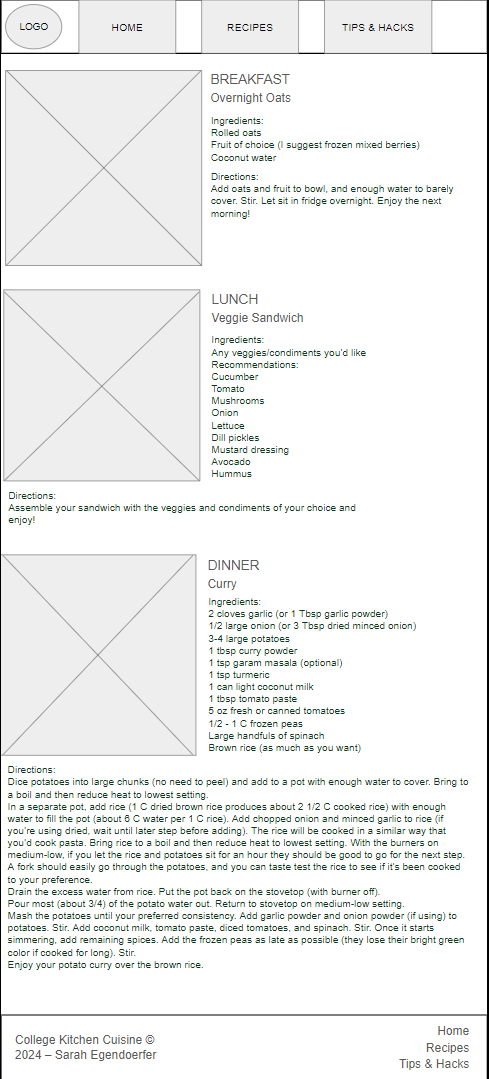 LOGO
HOME
RECIPES
TIPS & HACKS
BREAKFAST
Overnight Oats
Ingredients:
Rolled oats
Fruit of choice (I suggest frozen mixed berries)
Coconut water
Directions:
Add oats and fruit to bowl, and enough water to barely
cover. Stir. Let sit in fridge overnight. Enjoy the next
morning!
LUNCH
Veggie Sandwich
Ingredients:
Any veggies/condiments you'd like
Recommendations:
Cucumber
Tomato
Mushrooms
Onion
Lettuce
Dill pickles
Mustard dressing
Avocado
Hummus
Directions:
Assemble your sandwich with the veggies and condiments of your choice and
enjoy!
DINNER
Curry
Ingredients:
2 cloves garlic (or 1 Tbsp garlic powder)
1/2 large onion (or 3 Tbsp dried minced onion)
3-4 large potatoes
1 tbsp curry powder
1 tsp garam masala (optional)
1 tsp turmeric
1 can light coconut milk
1 tbsp tomato paste
5 oz fresh or canned tomatoes
1/2 - 1 C frozen peas
Large handfuls of spinach
Brown rice (as much as you want)
Directions:
Dice potatoes into large chunks (no need to peel) and add to a pot with enough water to cover. Bring to
a boil and then reduce heat to lowest setting.
In a separate pot, add rice (1 C dried brown rice produces about 2 1/2 C cooked rice) with enough
water to fill the pot (about 6 C water per 1 C rice). Add chopped onion and minced garlic to rice (if
you're using dried, wait until later step before adding). The rice will be cooked in a similar way that
you'd cook pasta. Bring rice to a boil and then reduce heat to lowest setting. With the burners on
medium-low, if you let the rice and potatoes sit for an hour they should be good to go for the next step.
A fork should easily go through the potatoes, and you can taste test the rice to see if it's been cooked
to your preference.
Drain the excess water from rice. Put the pot back on the stovetop (with burner off).
Pour most (about 3/4) of the potato water out. Return to stovetop on medium-low setting.
Mash the potatoes until your preferred consistency. Add garlic powder and onion powder (if using) to
potatoes. Stir. Add coconut milk, tomato paste, diced tomatoes, and spinach. Stir. Once it starts
simmering, add remaining spices. Add the frozen peas as late as possible (they lose their bright green
color if cooked for long). Stir.
Enjoy your potato curry over the brown rice.
College Kitchen Cuisine ©
2024 – Sarah Egendoerfer
Home
Recipes
Tips & Hacks